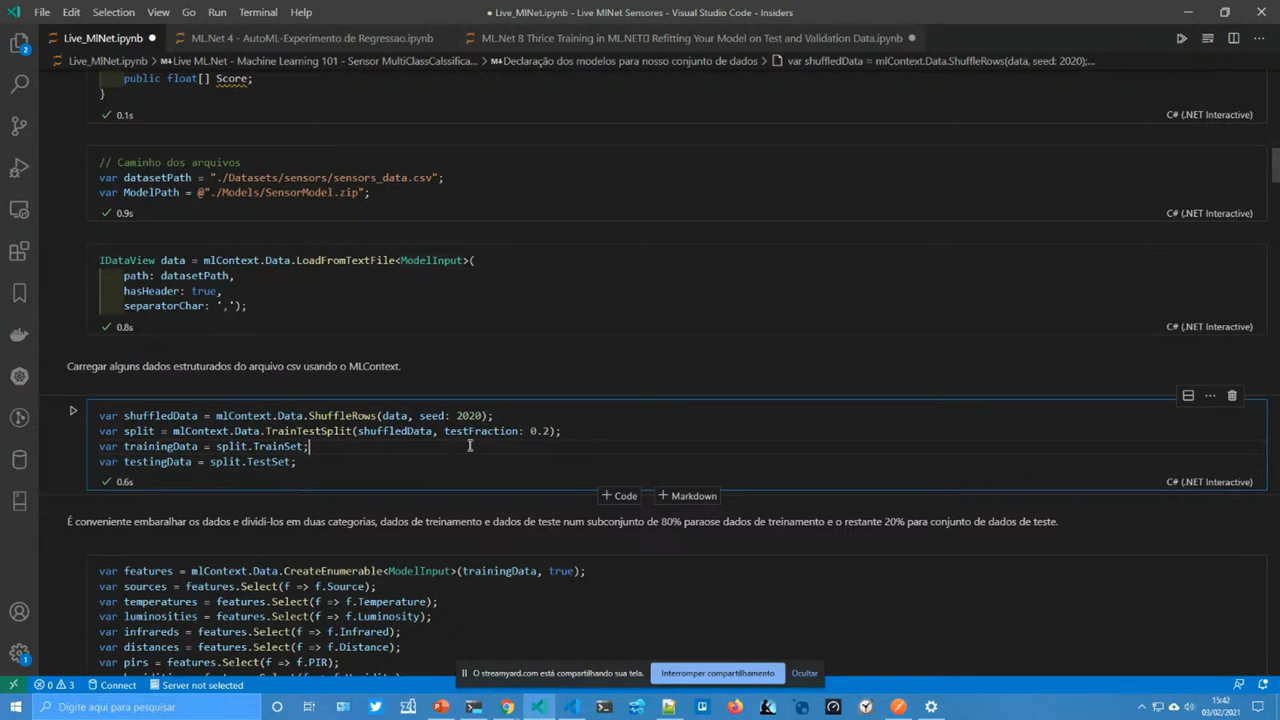 File Edit Selection View Go Run Terminal Help
● Live_MlNet.ipynb - Live MlNet Sensores - Visual Studio Code - Insiders
Live_MlNet.ipynb ● ML.Net 4 - AutoML-Experimento de Regressao.ipynb ML.Net 8 Thrice Training in ML.NET Refitting Your Model on Test and Validation Data.ipynb ●
Live_MlNet.ipynb > Live ML.Net - Machine Learning 101 - Sensor MultiClassCalssifica... > Declaração dos modelos para nosso conjunto de dados > var shuffledData = mlContext.Data.ShuffleRows(data, seed: 2020);...
public float[] Score;
}
✓ 0.1s C# (.NET Interactive)
// Caminho dos arquivos
var datasetPath = "./Datasets/sensors/sensors_data.csv";
var ModelPath = @"./Models/SensorModel.zip";
✓ 0.9s C# (.NET Interactive)
IDataView data = mlContext.Data.LoadFromTextFile<ModelInput>(
path: datasetPath,
hasHeader: true,
separatorChar: ',');
✓ 0.8s C# (.NET Interactive)
Carregar alguns dados estruturados do arquivo csv usando o MLContext.
var shuffledData = mlContext.Data.ShuffleRows(data, seed: 2020);
var split = mlContext.Data.TrainTestSplit(shuffledData, testFraction: 0.2);
var trainingData = split.TrainSet;
var testingData = split.TestSet;
✓ 0.6s C# (.NET Interactive)
+ Code + Markdown
É conveniente embaralhar os dados e dividi-los em duas categorias, dados de treinamento e dados de teste num subconjunto de 80% paraose dados de treinamento e o restante 20% para conjunto de dados de teste.
var features = mlContext.Data.CreateEnumerable<ModelInput>(trainingData, true);
var sources = features.Select(f => f.Source);
var temperatures = features.Select(f => f.Temperature);
var luminosities = features.Select(f => f.Luminosity);
var infrareds = features.Select(f => f.Infrared);
var distances = features.Select(f => f.Distance);
var pirs = features.Select(f => f.PIR);
O streamyard.com está compartilhando sua tela. Interromper compartilhamento Ocultar
0 3 Connect Server not selected
Digite aqui para pesquisar
15:42
03/02/2021